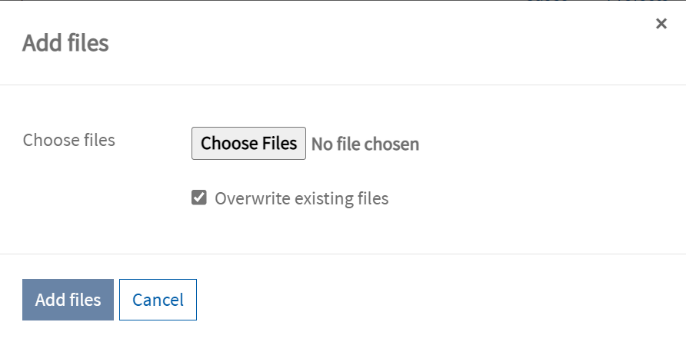 ×
Add files
Choose files Choose Files No file chosen
Overwrite existing files
Add files Cancel